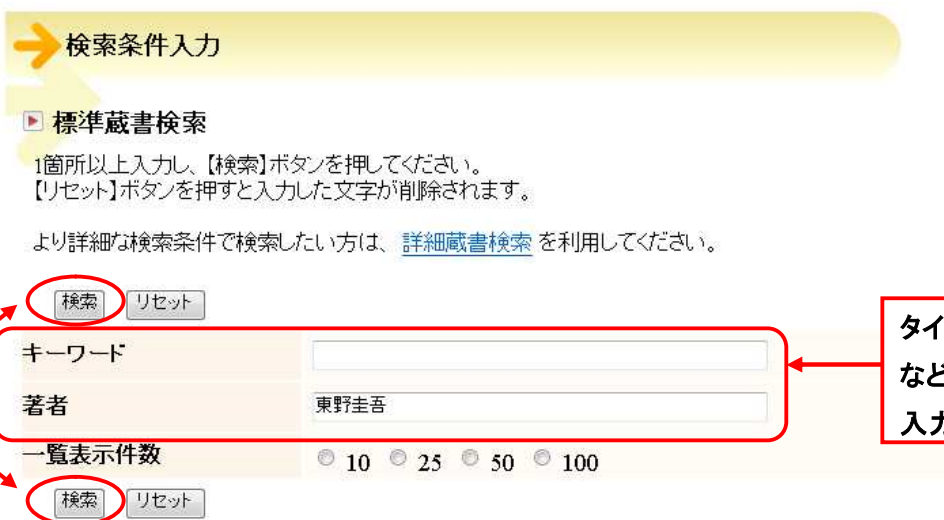 検索条件入力
標準蔵書検索
1箇所以上入力し、【検索】ボタンを押してください。
【リセット】ボタンを押すと入力した文字が削除されます。
より詳細な検索条件で検索したい方は、 詳細蔵書検索 を利用してください。
検索 リセット
キーワード
著者 東野圭吾
一覧表示件数 10 25 50 100
検索 リセット
タイ
など
入力